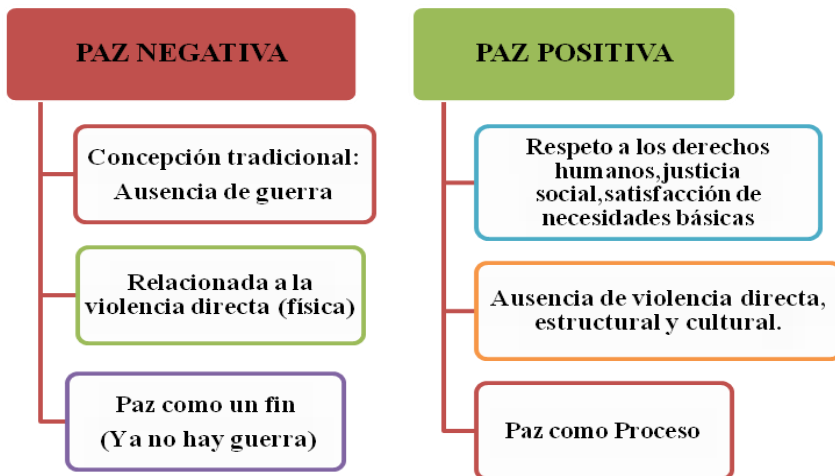 PAZ NEGATIVA
Concepción tradicional:
Ausencia de guerra
Relacionada a la
violencia directa (física)
Paz como un fin
(Ya no hay guerra)
PAZ POSITIVA
Respeto a los derechos
humanos,justicia
social,satisfacción de
necesidades básicas
Ausencia de violencia directa,
estructural y cultural.
Paz como Proceso